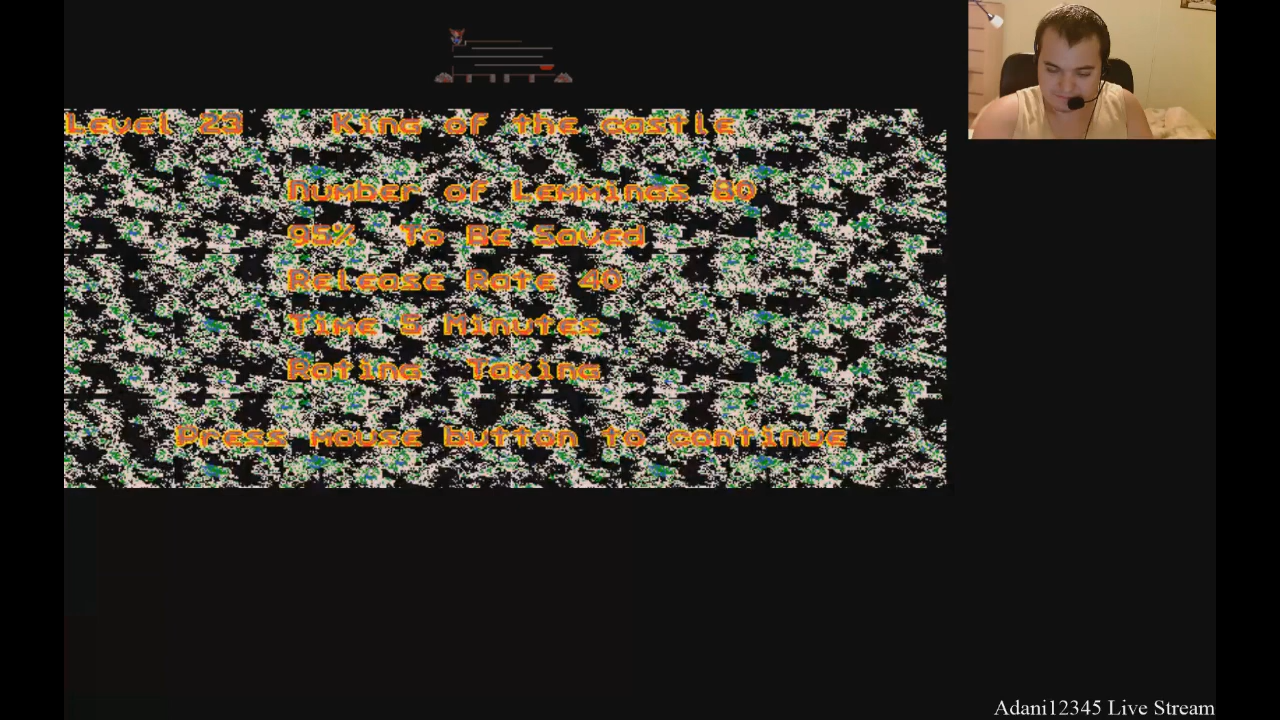 Level 23 King of the castle
Number of Lemmings 80
95% To Be Saved
Release Rate 40
Time 5 Minutes
Rating Taxing
Press mouse button to continue
Adani12345 Live Stream